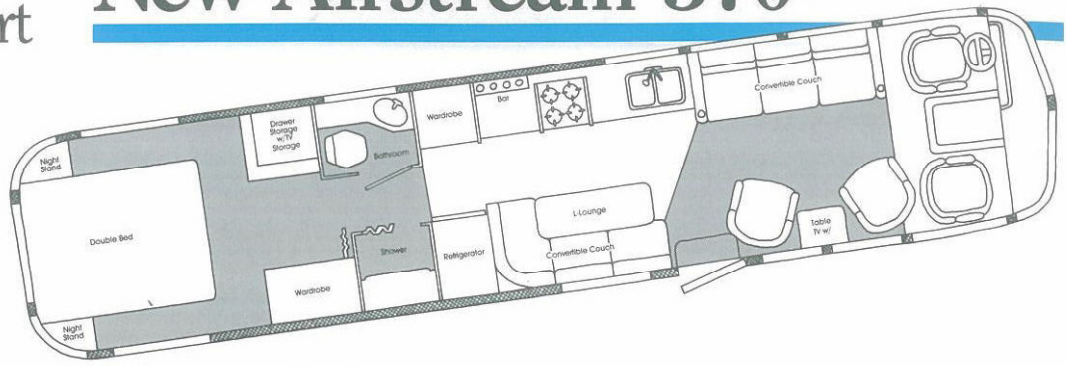 rt
New Airstream 370
Night
Stand
Double Bed
Night
Stand
Drawer
Storage
w/TV
Storage
Bathroom
Wardrobe
Bar
Convertible Couch
Wardrobe
Shower
Refrigerator
L-Lounge
Convertible Couch
Table
TV w/